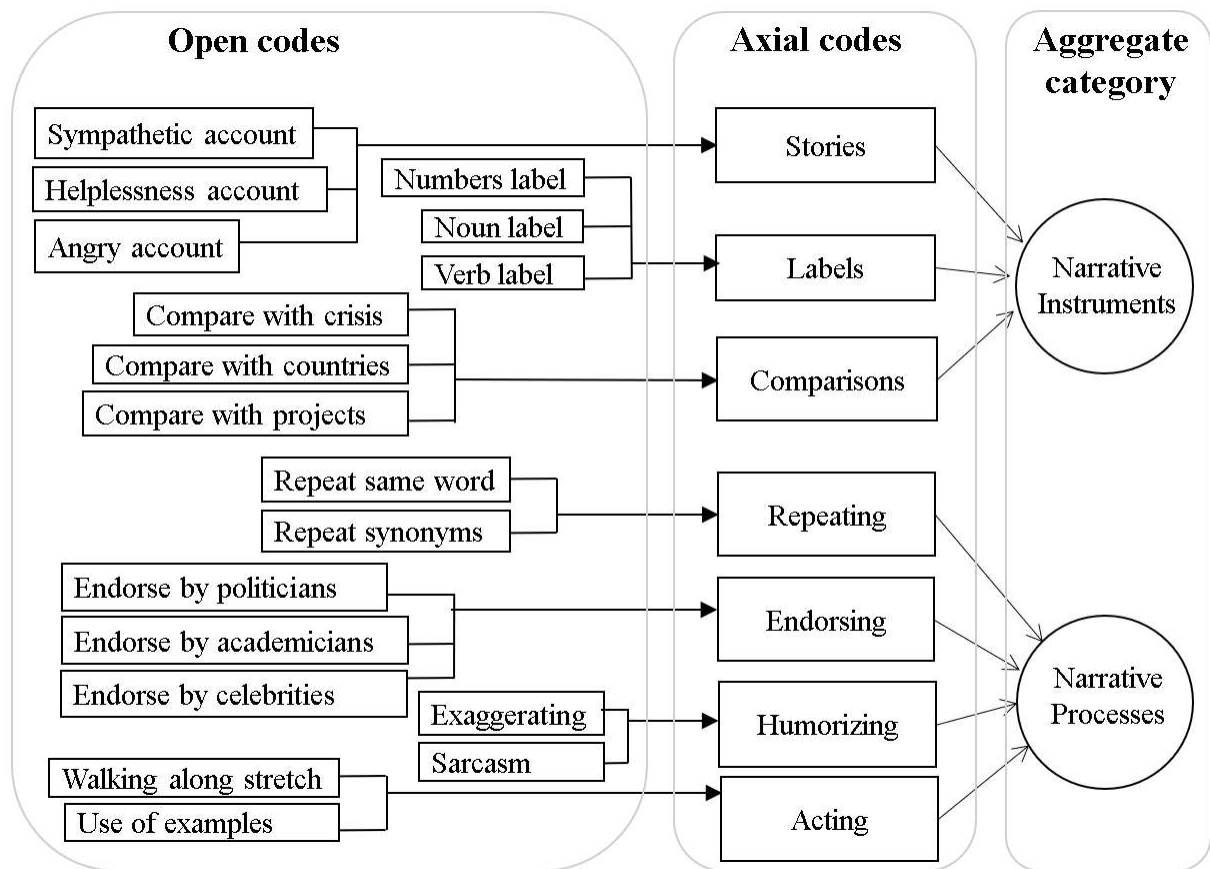 Open codes
Axial codes
Aggregate
category
Sympathetic account
Helplessness account
Angry account
Numbers label
Noun label
Verb label
Compare with crisis
Compare with countries
Compare with projects
Repeat same word
Repeat synonyms
Endorse by politicians
Endorse by academicians
Endorse by celebrities
Exaggerating
Sarcasm
Walking along stretch
Use of examples
Stories
Labels
Comparisons
Repeating
Endorsing
Humorizing
Acting
Narrative
Instruments
Narrative
Processes